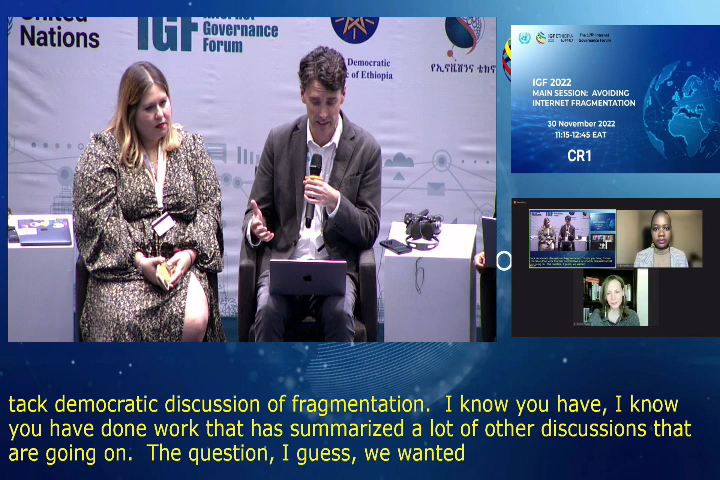 United
Nations
IGF
Internet
Governance
Forum
Democratic
c of Ethiopia
የኢኖቬሽንና ቴክኖ
IGF 2022
MAIN SESSION: AVOIDING
INTERNET FRAGMENTATION
30 November 2022
11:15-12:45 EAT
CR1
tack democratic discussion of fragmentation. I know you have, I know
you have done work that has summarized a lot of other discussions that
are going on. The question, I guess, we wanted